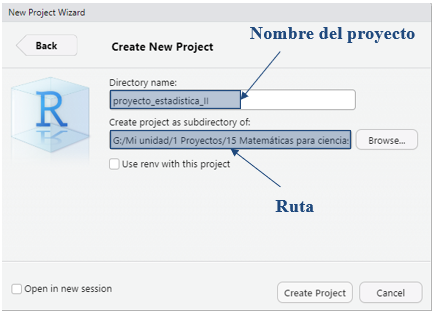 New Project Wizard
Nombre del proyecto
Back
Create New Project
Directory name:
proyecto_estadistica_II
Create project as subdirectory of:
G:/Mi unidad/1 Proyectos/15 Matemáticas para ciencias
Browse...
Use renv with this project
Ruta
Open in new session
Create Project
Cancel
R